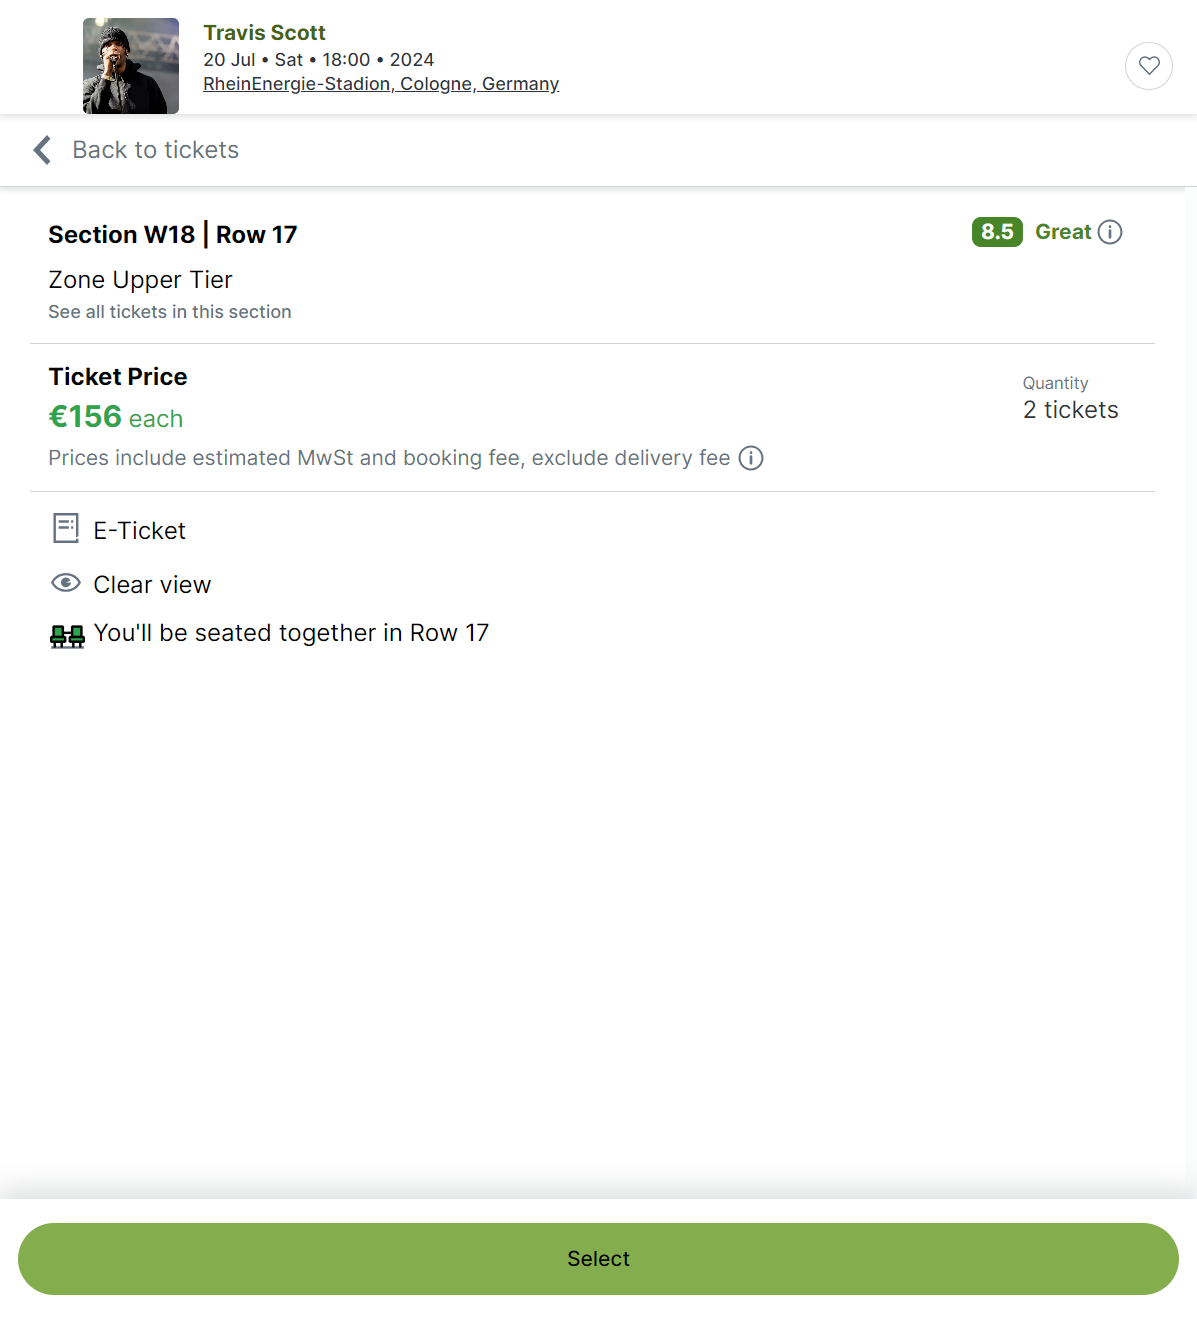 Travis Scott
20 Jul • Sat • 18:00 • 2024
RheinEnergie-Stadion, Cologne, Germany
Back to tickets
Section W18 | Row 17
8.5 Great
Zone Upper Tier
See all tickets in this section
Ticket Price
€156 each
Quantity
2 tickets
Prices include estimated MwSt and booking fee, exclude delivery fee
E-Ticket
Clear view
You'll be seated together in Row 17
Select